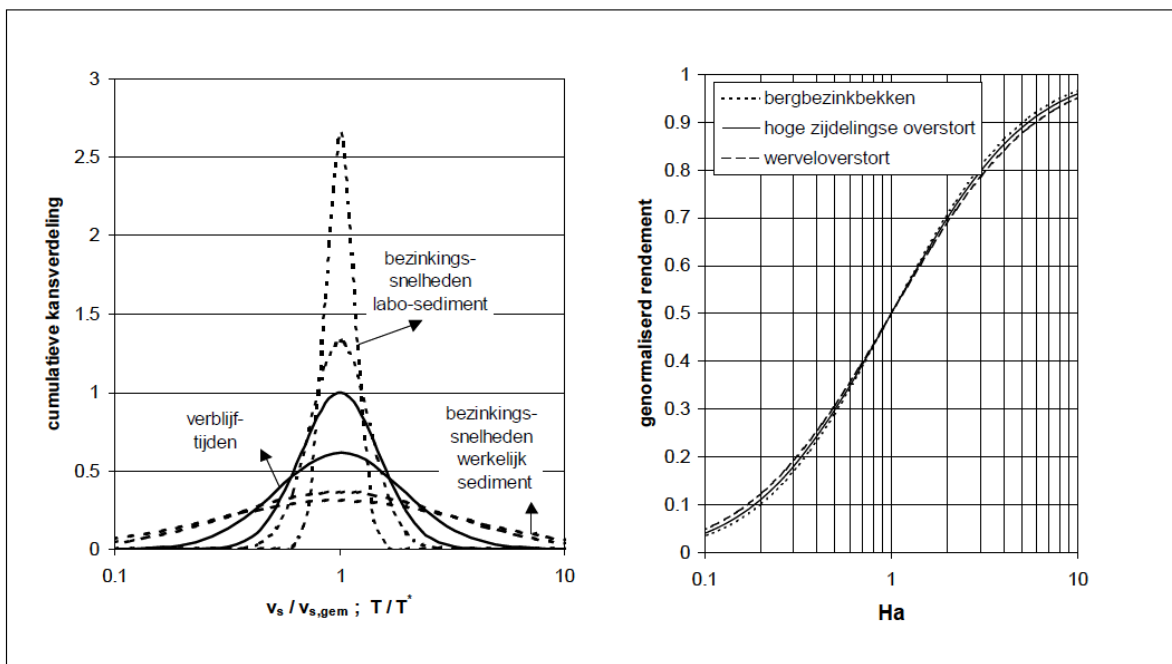 3
2.5
2
1.5
1
0.5
0
0.1
1
10
cumulatieve kansverdeling
bezinkings-
snelheden
labo-sediment
verblijf-
tijden
bezinkings-
snelheden
werkelijk
sediment
vs / vs,gem ; T / T*
1
0.9
0.8
0.7
0.6
0.5
0.4
0.3
0.2
0.1
0
0.1
1
10
genormaliserd rendement
bergbezinkbekken
hoge zijdelingse overstort
werveloverstort
Ha